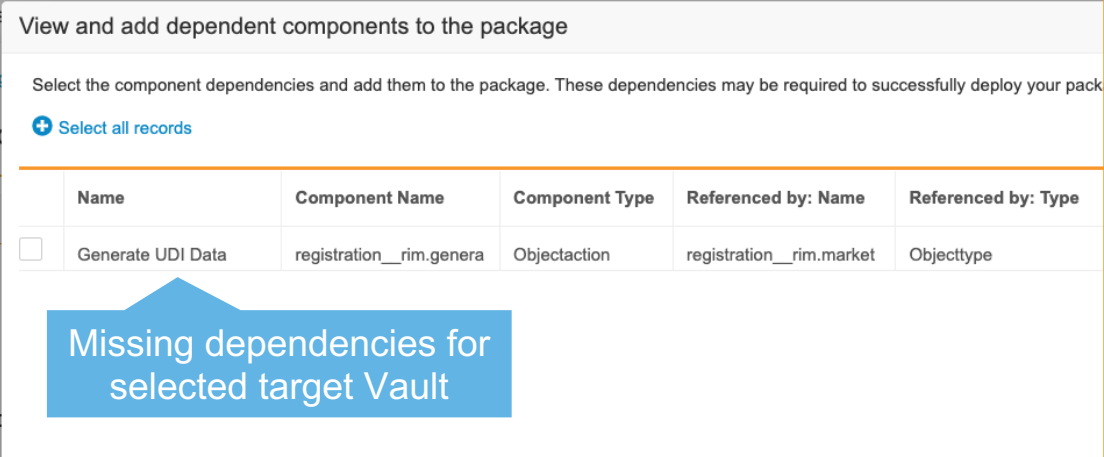 View and add dependent components to the package
Select the component dependencies and add them to the package. These dependencies may be required to successfully deploy your pack
Select all records
Name Component Name Component Type Referenced by: Name Referenced by: Type
Generate UDI Data registration__rim.genera Objectaction registration__rim.market Objecttype
Missing dependencies for
selected target Vault